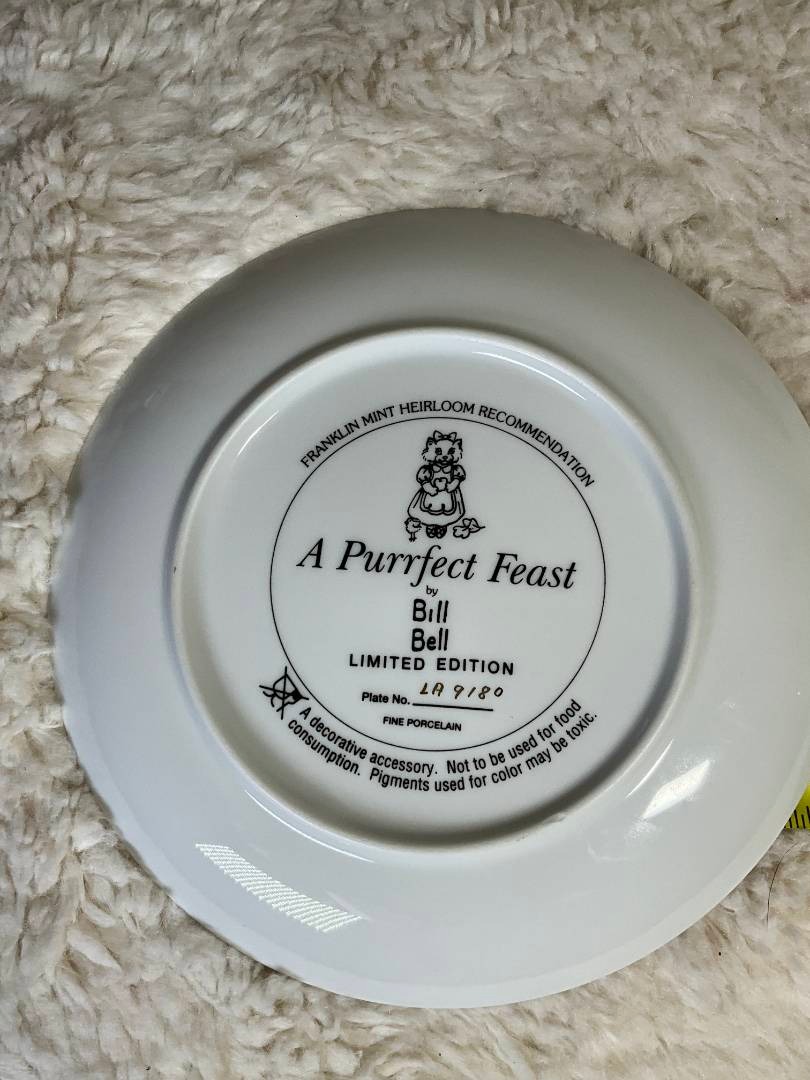 FRANKLIN MINT HEIRLOOM RECOMMENDATION
A Purrfect Feast
by
Bill
Bell
LIMITED EDITION
Plate No. LA 9180
FINE PORCELAIN
A decorative accessory. Not to be used for food
consumption. Pigments used for color may be toxic.